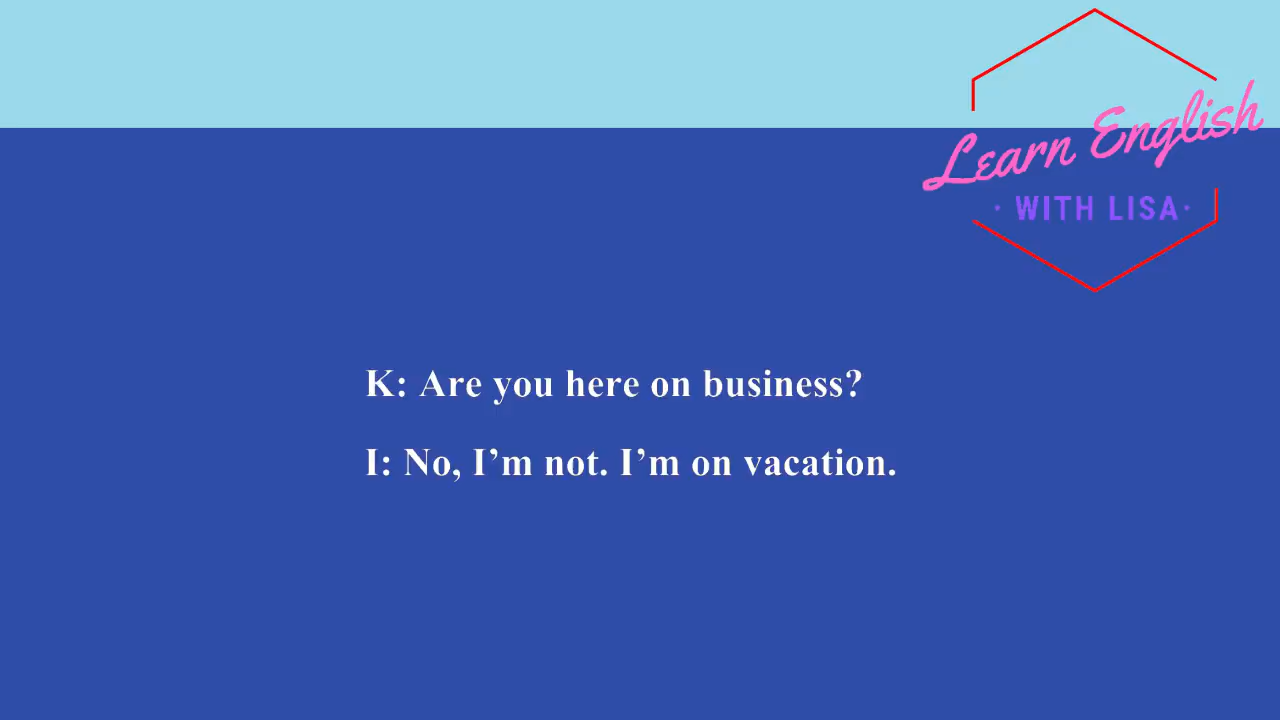 Learn English
· WITH LISA·
K: Are you here on business?
I: No, I’m not. I’m on vacation.